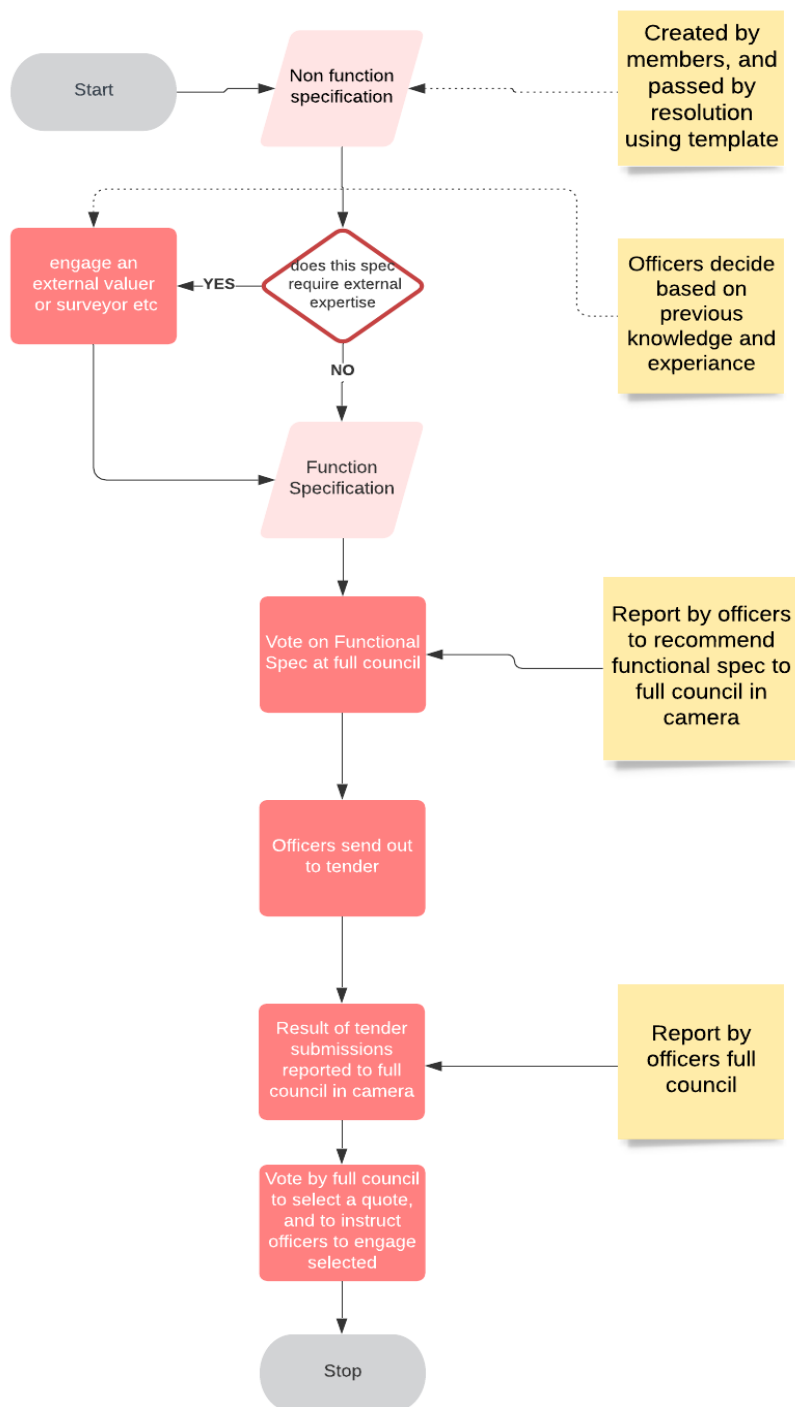 Start
Non function
specification
Created by
members, and
passed by
resolution
using template
engage an
external valuer
or surveyor etc
YES
does this spec
require external
expertise
Officers decide
based on
previous
knowledge and
experiance
NO
Function
Specification
Vote on Functional
Spec at full council
Report by officers
to recommend
functional spec to
full council in
camera
Officers send out
to tender
Result of tender
submissions
reported to full
council in camera
Report by
officers full
council
Vote by full council
to select a quote,
and to instruct
officers to engage
selected
Stop